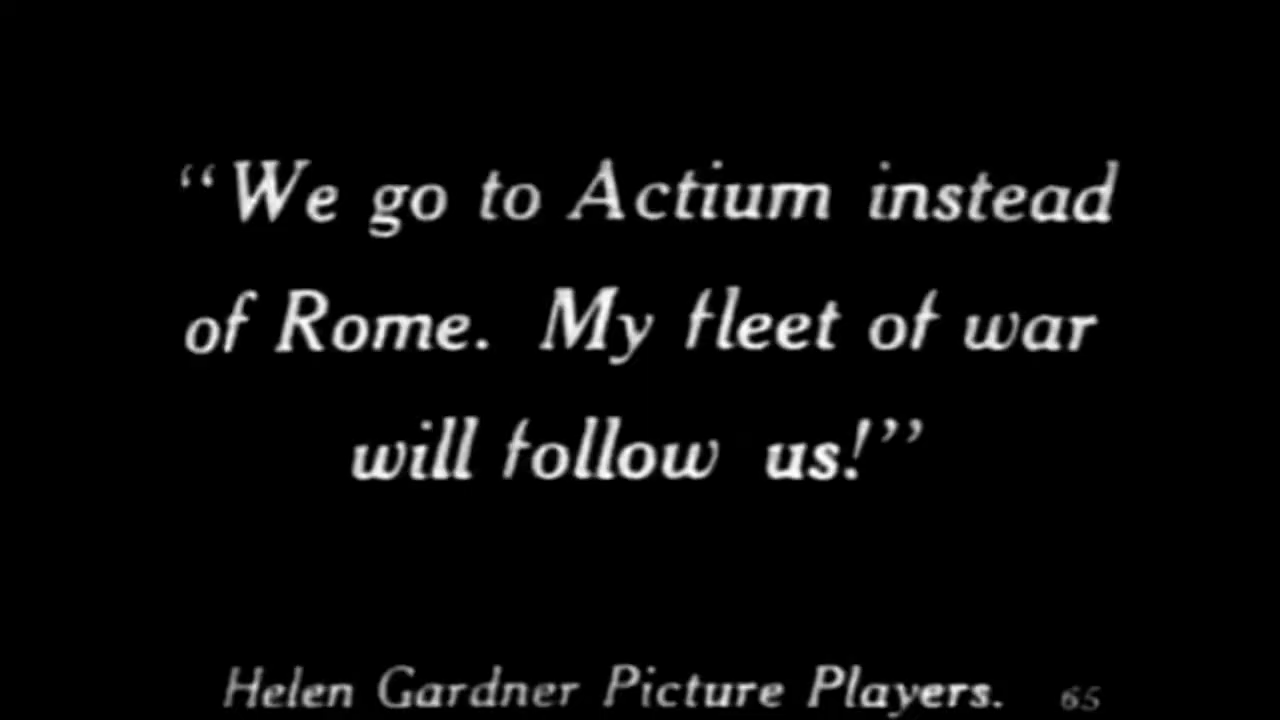 “We go to Actium instead
of Rome. My fleet of war
will follow us!”
Helen Gardner Picture Players. 65